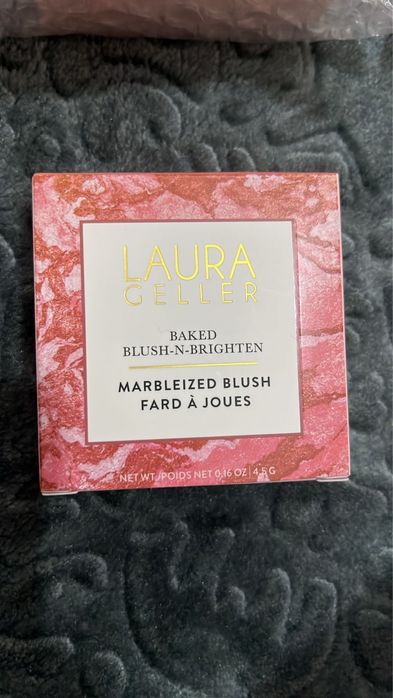 LAURA
GELLER
BAKED
BLUSH-N-BRIGHTEN
MARBLEIZED BLUSH
FARD À JOUES
NET WT./POIDS NET 0.16 OZ | 4.5 G